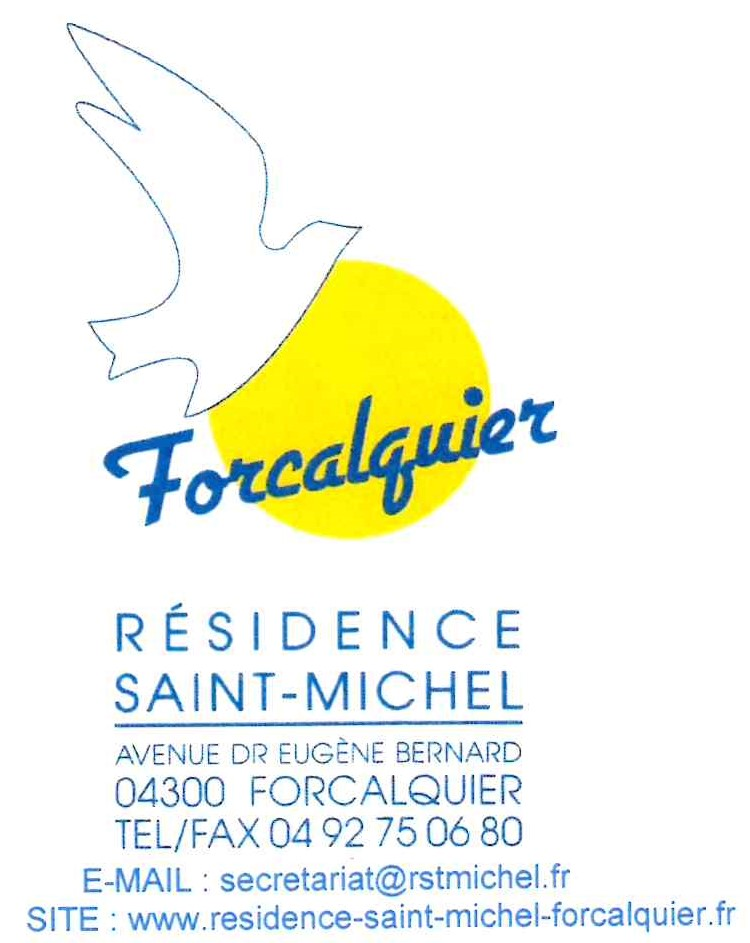 Forcalquier
RÉSIDENCE
SAINT-MICHEL
AVENUE DR EUGÈNE BERNARD
04300 FORCALQUIER
TEL/FAX 04 92 75 06 80
E-MAIL : secretariat@rstmichel.fr
SITE : www.residence-saint-michel-forcalquier.fr